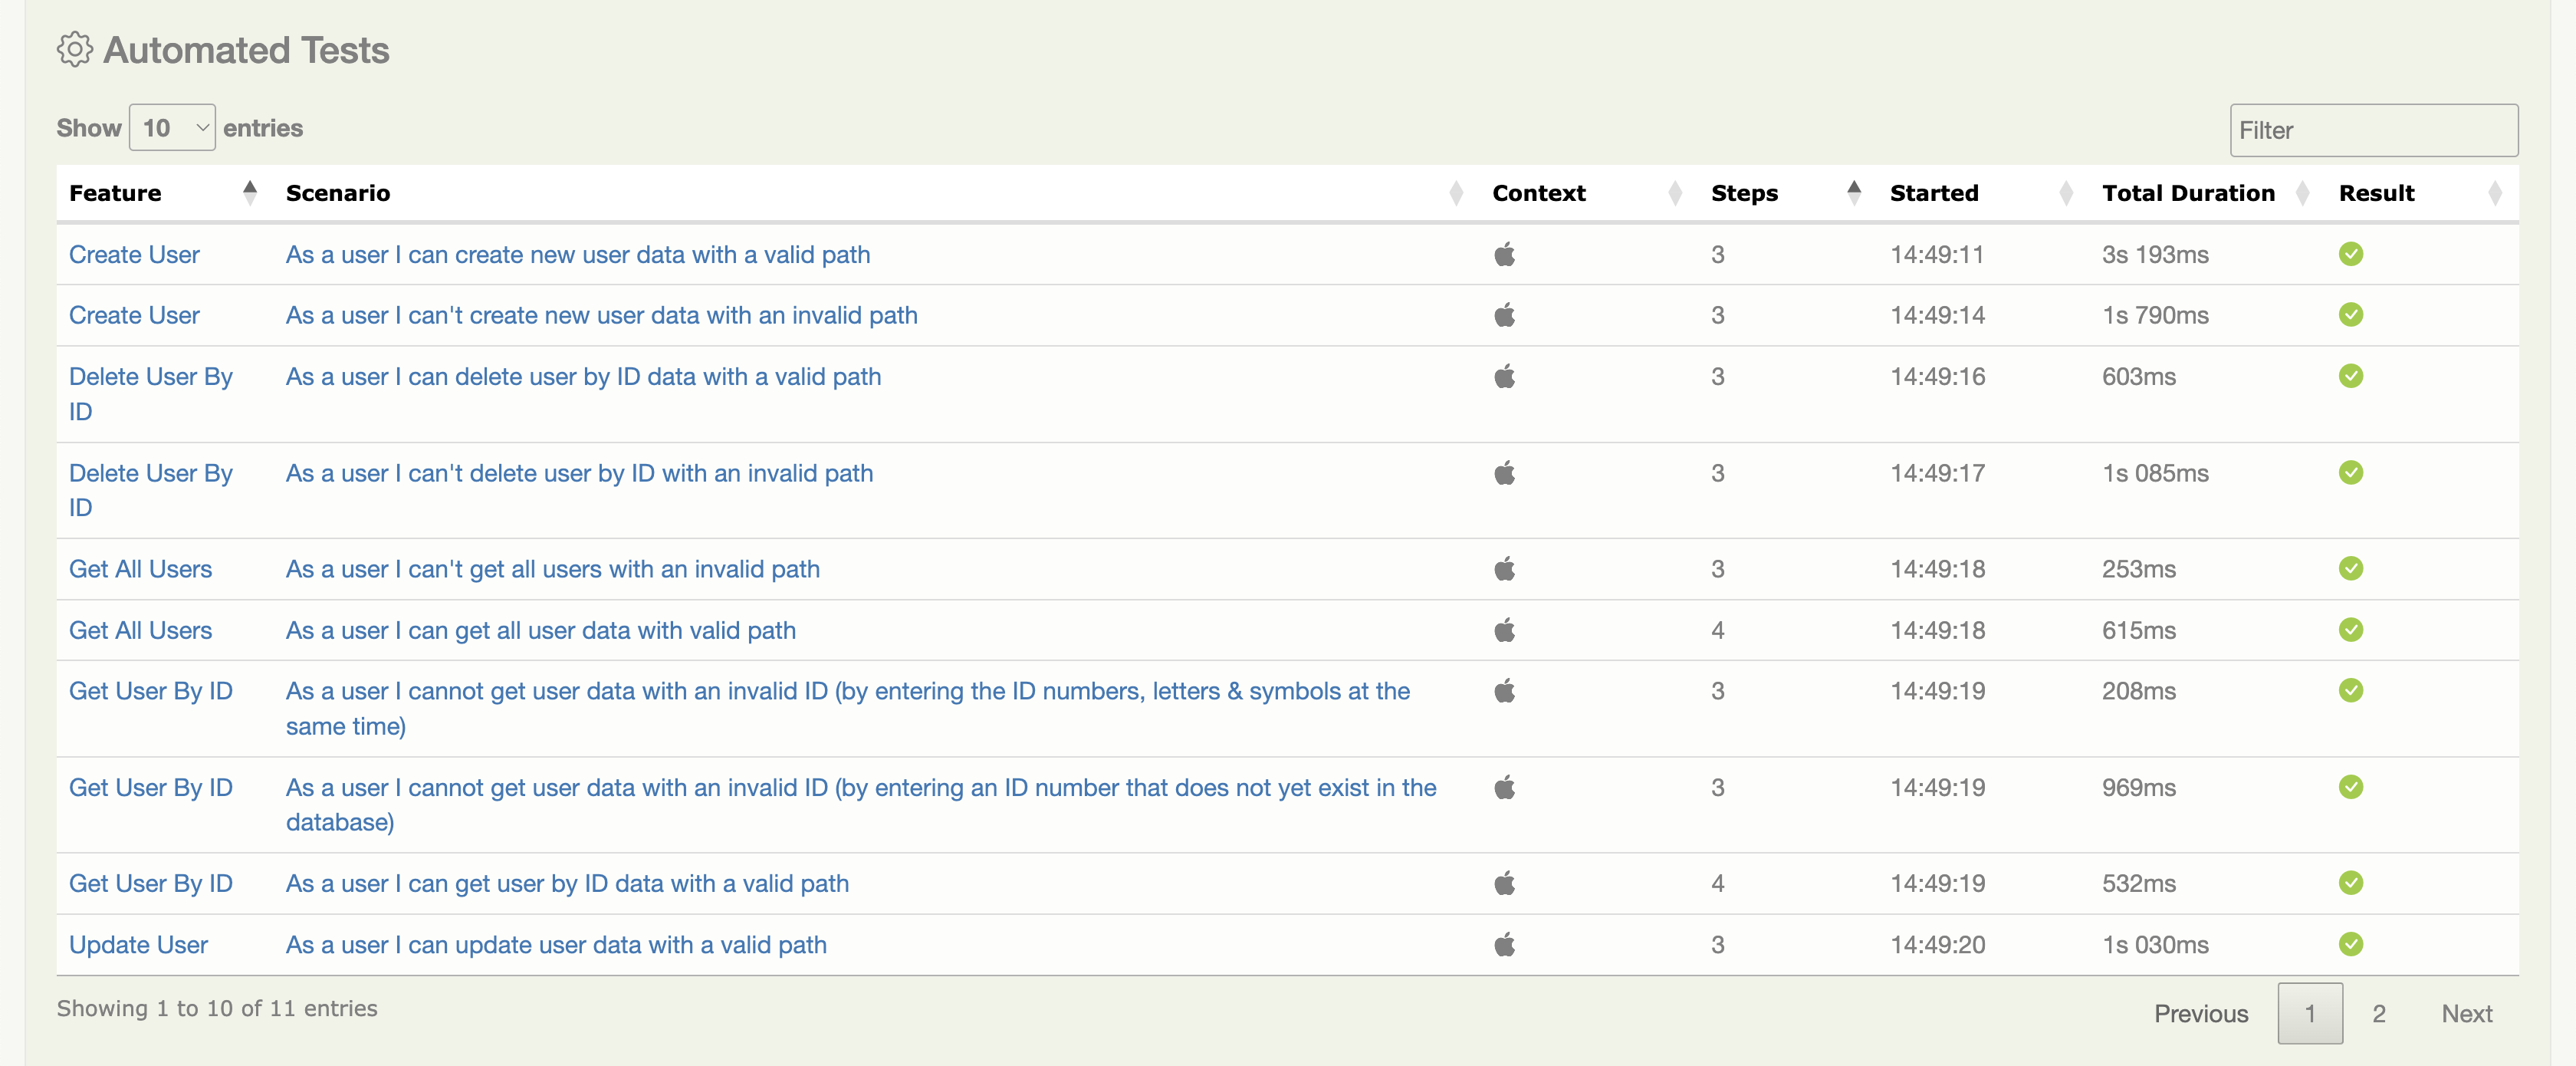 Automated Tests
Show 10 entries
Filter
Feature Scenario Context Steps Started Total Duration Result
Create User As a user I can create new user data with a valid path 3 14:49:11 3s 193ms
Create User As a user I can't create new user data with an invalid path 3 14:49:14 1s 790ms
Delete User By As a user I can delete user by ID data with a valid path 3 14:49:16 603ms
ID
Delete User By As a user I can't delete user by ID with an invalid path 3 14:49:17 1s 085ms
ID
Get All Users As a user I can't get all users with an invalid path 3 14:49:18 253ms
Get All Users As a user I can get all user data with valid path 4 14:49:18 615ms
Get User By ID As a user I cannot get user data with an invalid ID (by entering the ID numbers, letters & symbols at the 3 14:49:19 208ms
same time)
Get User By ID As a user I cannot get user data with an invalid ID (by entering an ID number that does not yet exist in the 3 14:49:19 969ms
database)
Get User By ID As a user I can get user by ID data with a valid path 4 14:49:19 532ms
Update User As a user I can update user data with a valid path 3 14:49:20 1s 030ms
Showing 1 to 10 of 11 entries
Previous 1 2 Next